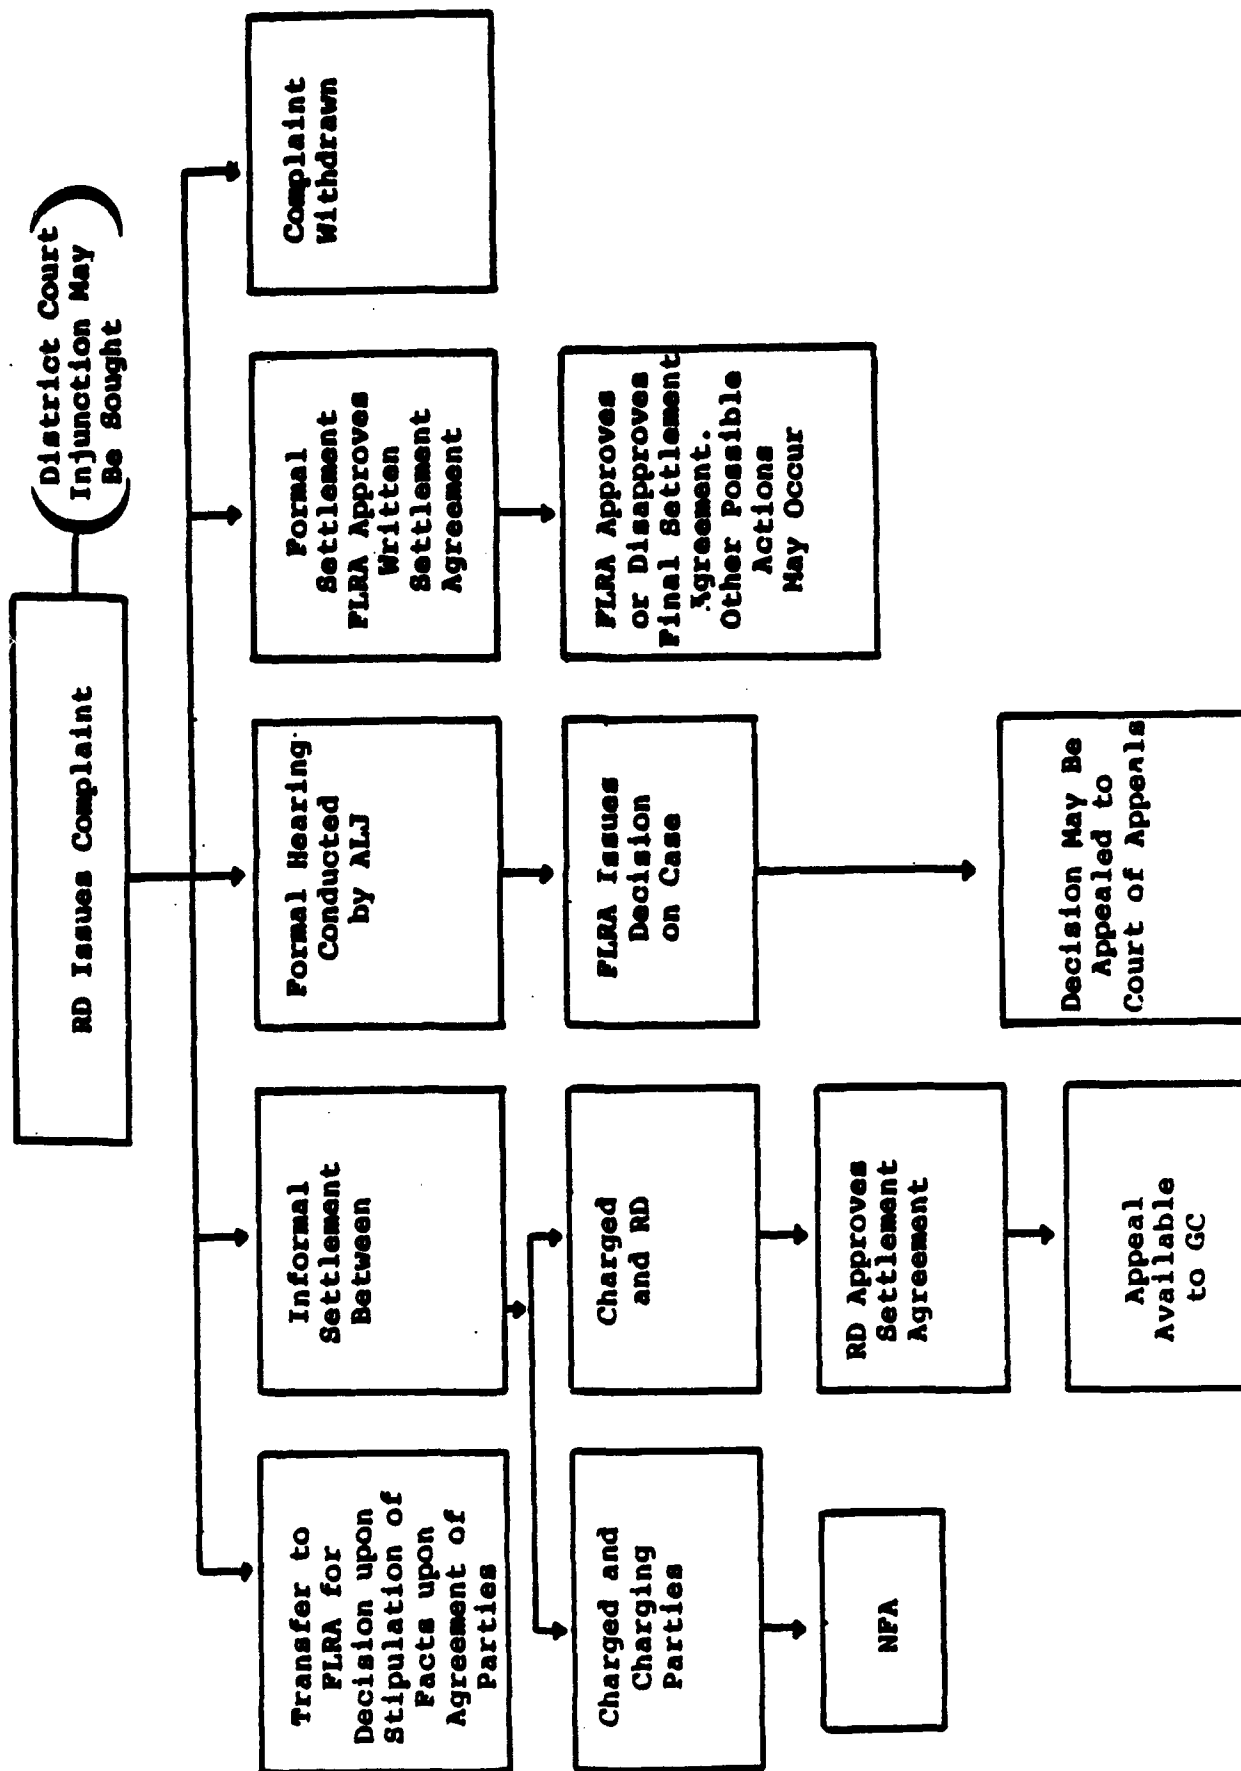 RD Issues Complaint
(District Court
Injunction May
Be Sought)
Transfer to
FLRA for
Decision upon
Stipulation of
Facts upon
Agreement of
Parties
Informal
Settlement
Between
Formal Hearing
Conducted
by ALJ
Formal
Settlement
FLRA Approves
Written
Settlement
Agreement
Complaint
Withdrawn
Charged and
Charging
Parties
Charged
and RD
FLRA Issues
Decision
on Case
FLRA Approves
or Disapproves
Final Settlement
Agreement.
Other Possible
Actions
May Occur
NFA
RD Approves
Settlement
Agreement
Appeal
Available
to GC
Decision May Be
Appealed to
Court of Appeals